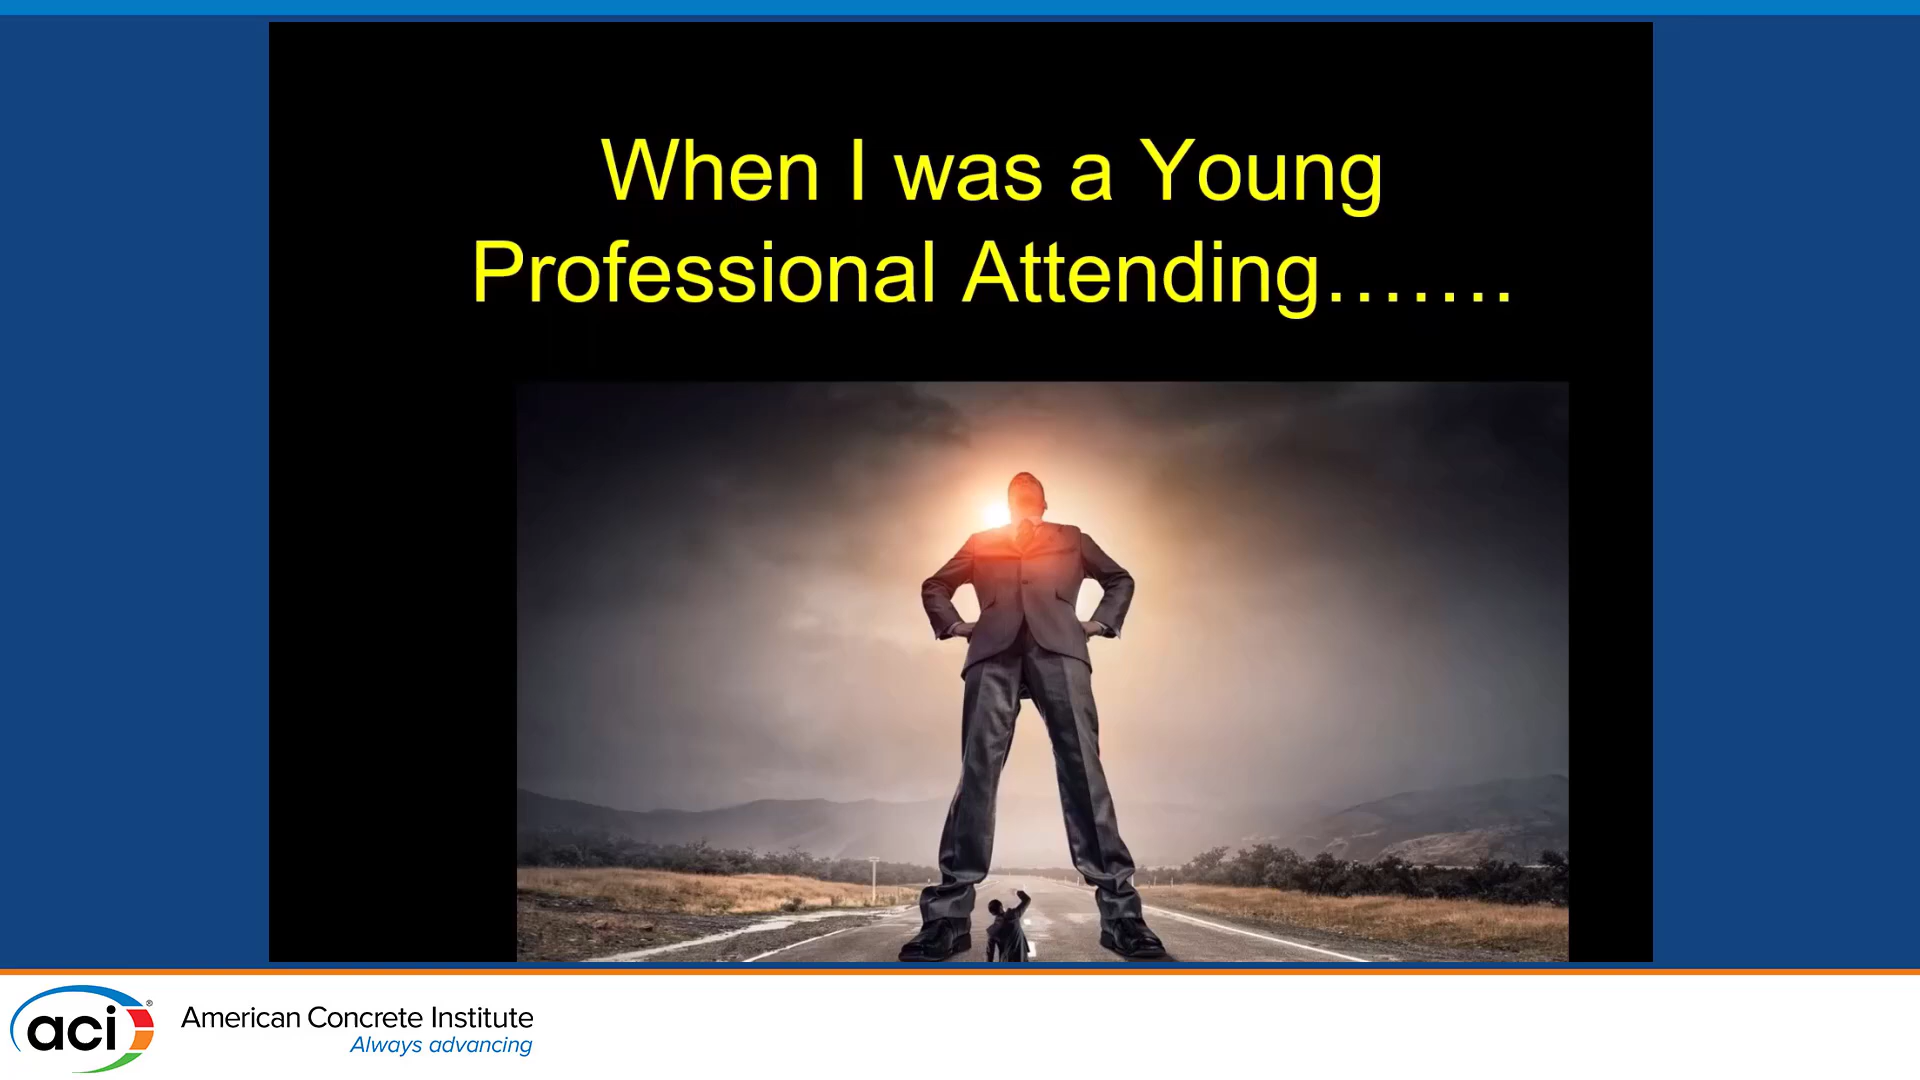 When I was a Young
Professional Attending.......
aci®
American Concrete Institute
Always advancing